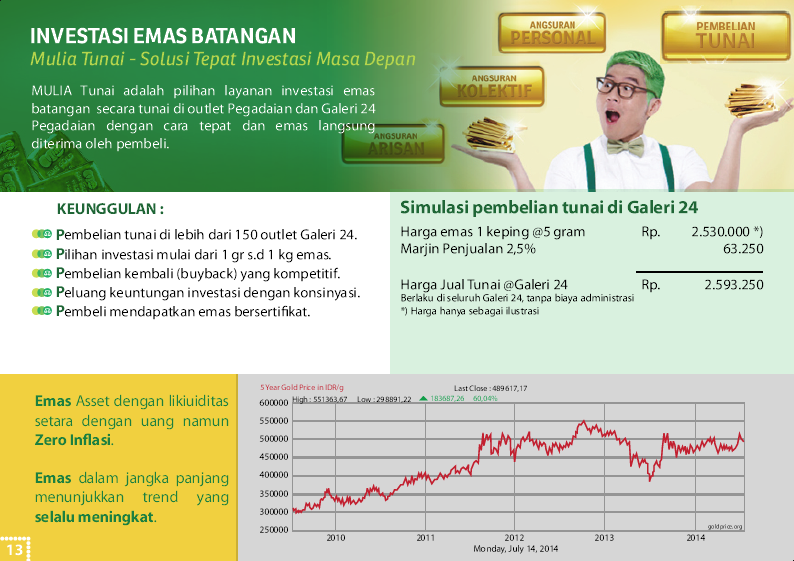 INVESTASI EMAS BATANGAN
Mulia Tunai - Solusi Tepat Investasi Masa Depan
MULIA Tunai adalah pilihan layanan investasi emas
batangan secara tunai di outlet Pegadaian dan Galeri 24
Pegadaian dengan cara tepat dan emas langsung
diterima oleh pembeli.
ANGSURAN
PERSONAL
PEMBELIAN
TUNAI
ANGSURAN
KOLEKTIF
ANGSURAN
ARISAN
KEUNGGULAN :
Pembelian tunai di lebih dari 150 outlet Galeri 24.
Pilihan investasi mulai dari 1 gr s.d 1 kg emas.
Pembelian kembali (buyback) yang kompetitif.
Peluang keuntungan investasi dengan konsinyasi.
Pembeli mendapatkan emas bersertifikat.
Simulasi pembelian tunai di Galeri 24
Harga emas 1 keping @5 gram Rp. 2.530.000 *)
Marjin Penjualan 2,5% 63.250
Harga Jual Tunai @Galeri 24 Rp. 2.593.250
Berlaku di seluruh Galeri 24, tanpa biaya administrasi
*) Harga hanya sebagai ilustrasi
Emas Asset dengan likiuiditas
setara dengan uang namun
Zero Inflasi.
Emas dalam jangka panjang
menunjukkan trend yang
selalu meningkat.
13
5 Year Gold Price in IDR/g
Last Close : 489617,17
High : 551363,67 Low : 298891,22 183687,26 60,04%
600000
550000
500000
450000
400000
350000
300000
250000
goldprice.org
2010 2011 2012 2013 2014
Monday, July 14, 2014